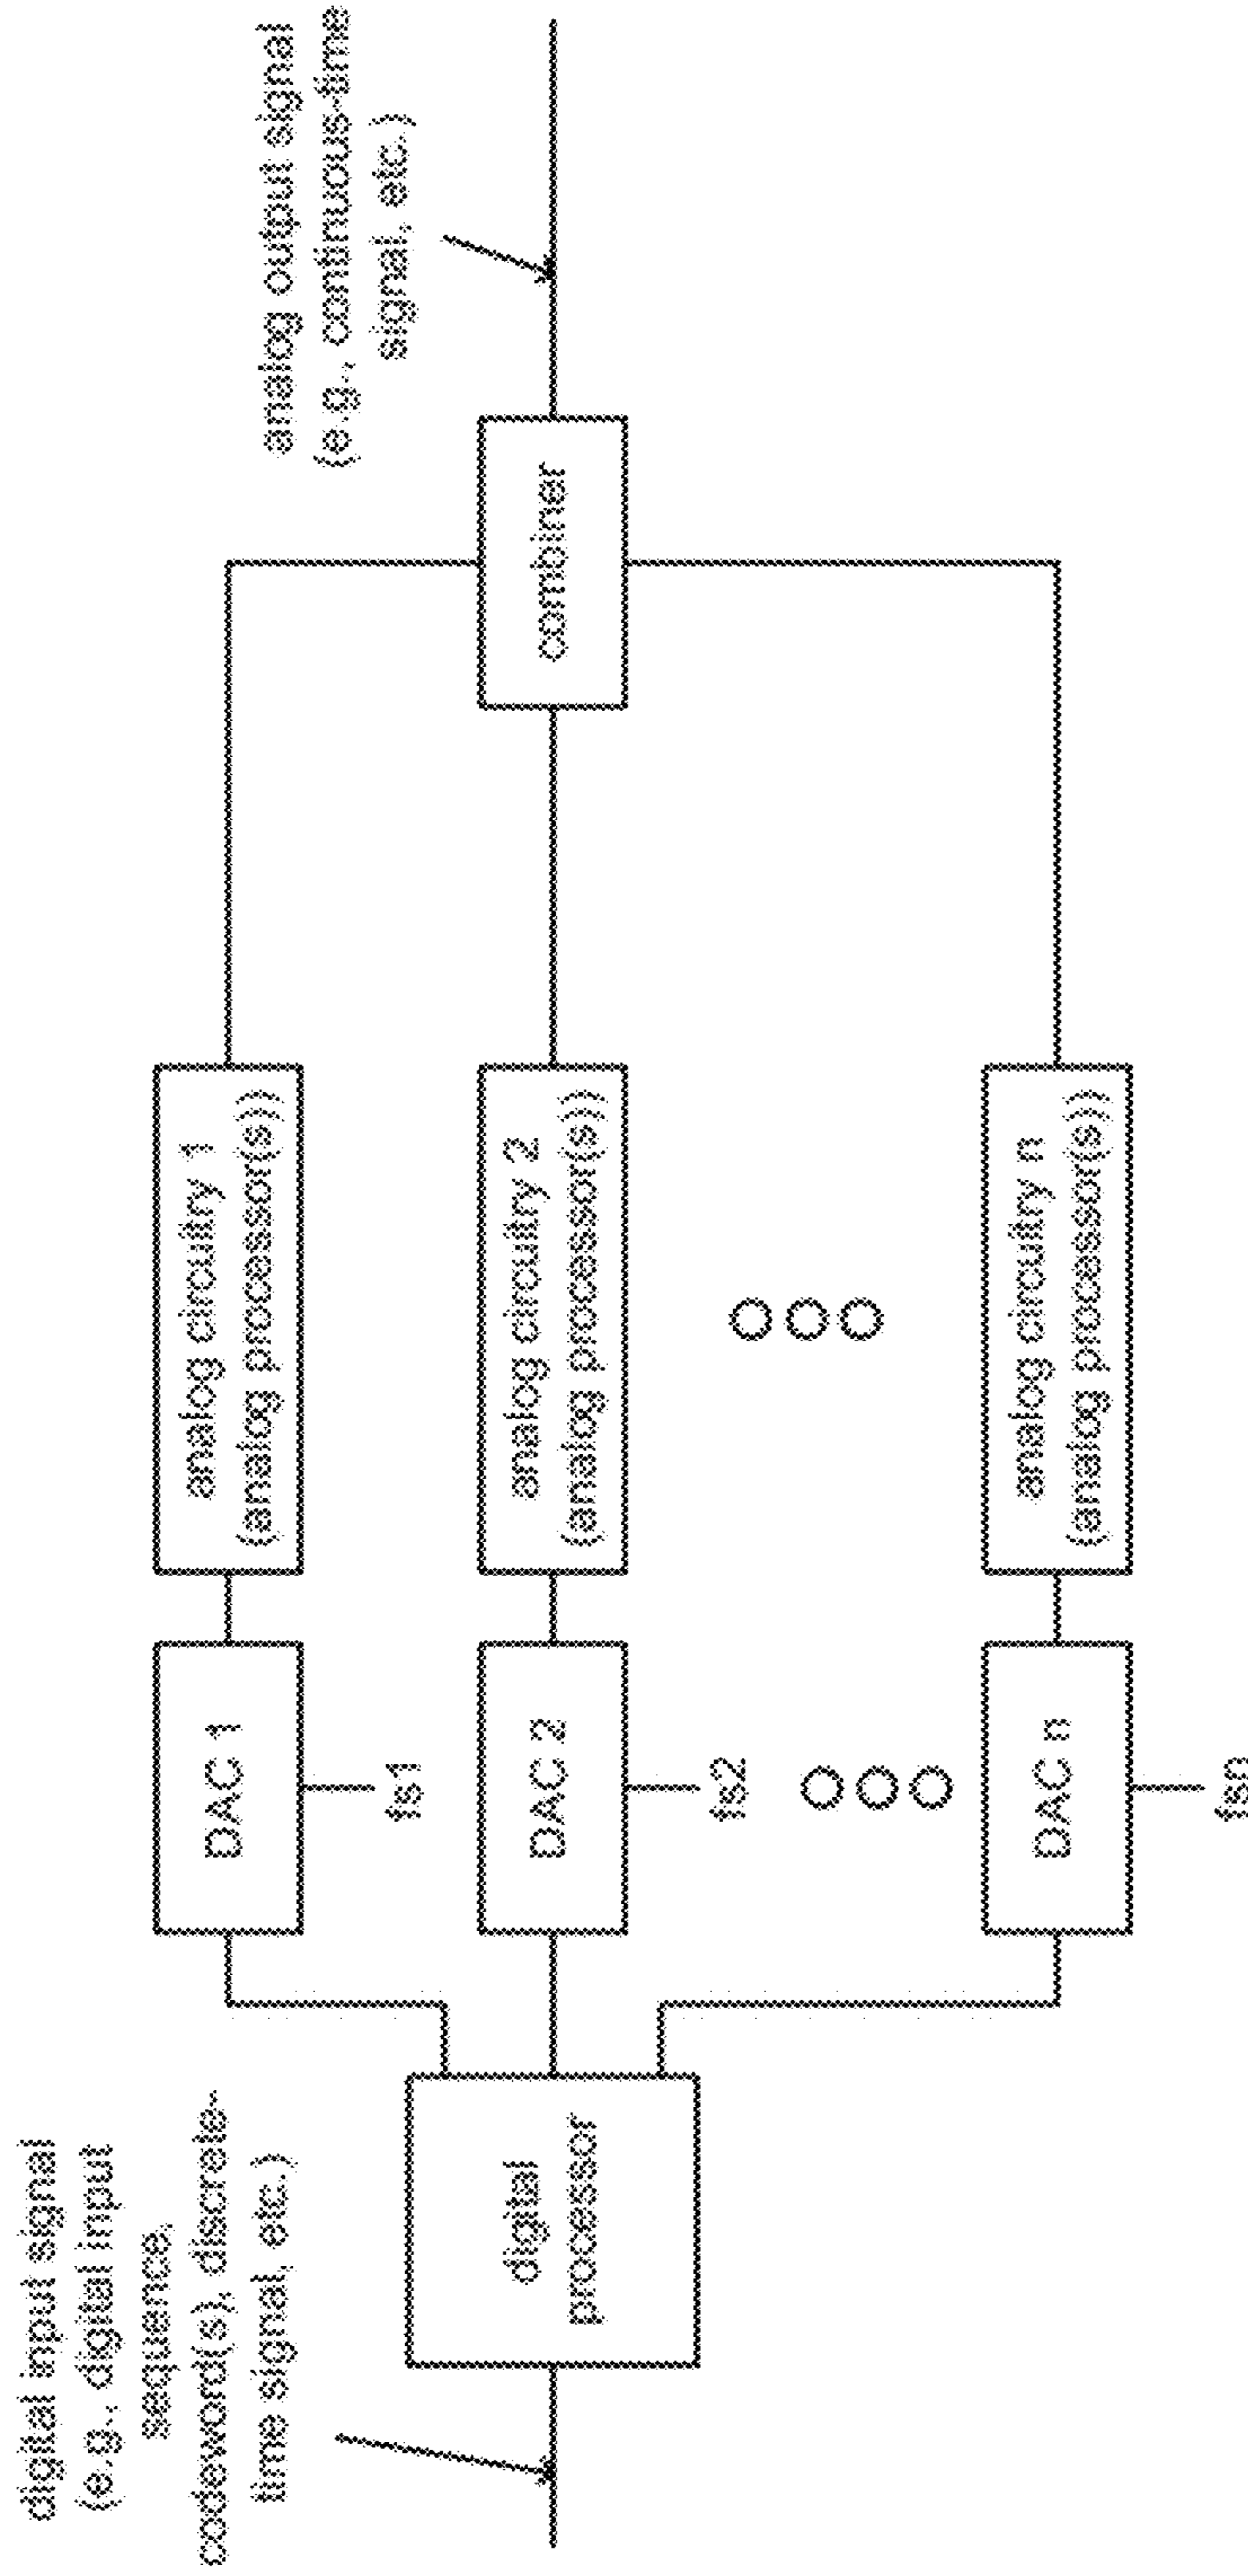 digital input signal
(e.g., digital input
sequence,
codeword(s), discrete-
time signal, etc.)
digital
processor
DAC 1
fs1
DAC 2
fs2
DAC n
fsn
analog circuitry 1
(analog processor(s))
analog circuitry 2
(analog processor(s))
analog circuitry n
(analog processor(s))
combiner
analog output signal
(e.g., continuous-time
signal, etc.)